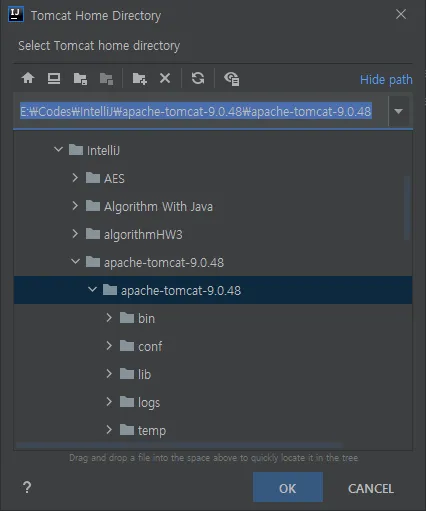 IJ Tomcat Home Directory
Select Tomcat home directory
Hide path
E:₩Codes₩IntelliJ₩apache-tomcat-9.0.48₩apache-tomcat-9.0.48
IntelliJ
AES
Algorithm With Java
algorithmHW3
apache-tomcat-9.0.48
apache-tomcat-9.0.48
bin
conf
lib
logs
temp
Drag and drop a file into the space above to quickly locate it in the tree
? OK CANCEL